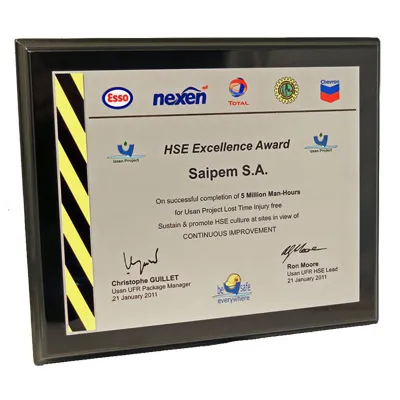 Esso
nexen
TOTAL
Chevron
HSE Excellence Award
Usan Project
Usan Project
Saipem S.A.
On successful completion of 5 Million Man-Hours
for Usan Project Lost Time Injury free
Sustain & promote HSE culture at sites in view of
CONTINUOUS IMPROVEMENT
Christophe GUILLET
Usan UFR Package Manager
21 January 2011
Ron Moore
Usan UFR HSE Lead
21 January 2011
be safe
everywhere